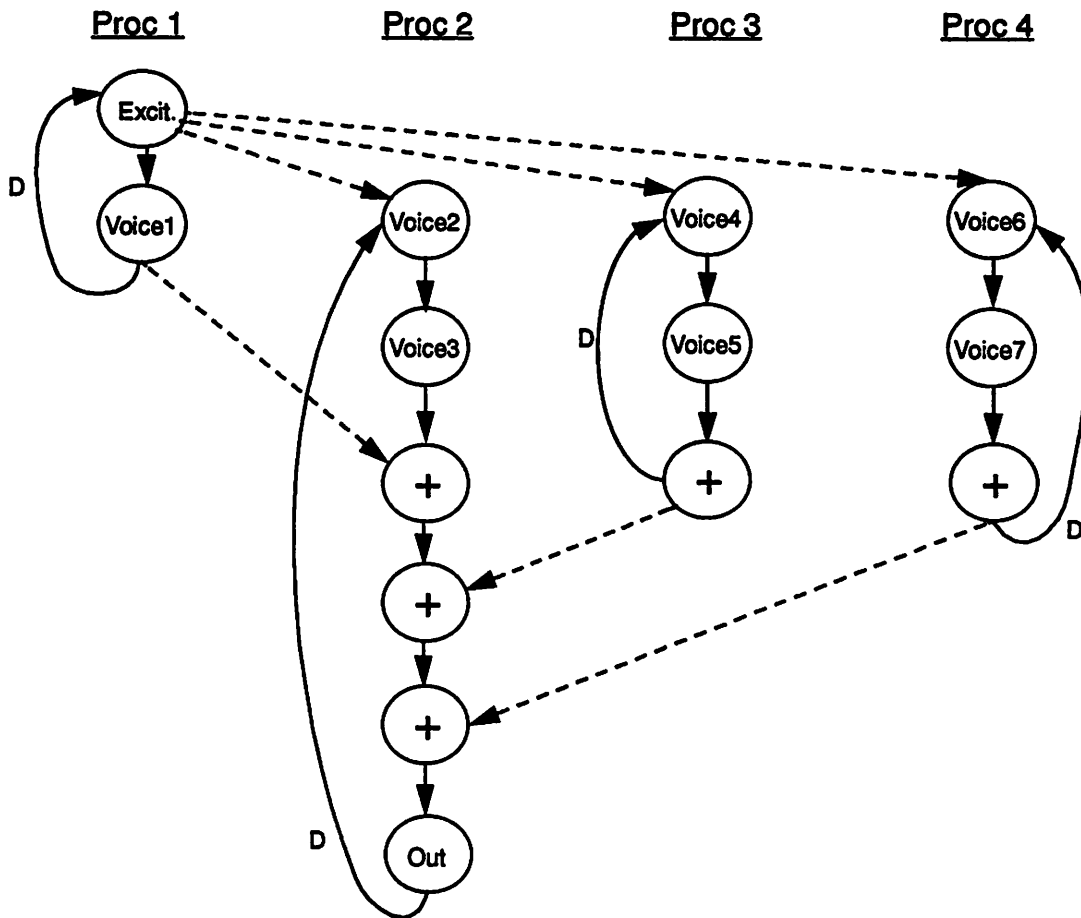 Proc 1 Proc 2 Proc 3 Proc 4
Excit.
D
Voice1 Voice2 Voice4 Voice6
Voice3 Voice5 Voice7
D
+ + +
D
+
+
D
Out